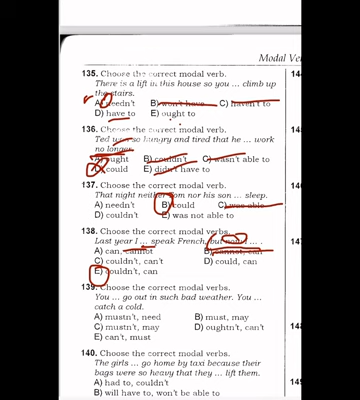 Modal Ve
135. Choose the correct modal verb.
There is a lift in this house so you ... climb up
the stairs.
A) needn't B) won't have C) haven't to
D) have to E) ought to
136. Choose the correct modal verb.
Ted was so hungry and tired that he ... work
no longer.
A) ought B) couldn't C) wasn't able to
D) could E) didn't have to
137. Choose the correct modal verb.
That night neither Tom nor his son ... sleep.
A) needn't B) could C) was able
D) couldn't E) was not able to
138. Choose the correct modal verbs.
Last year I ... speak French, but now I ... .
A) can, cannot B) cannot, can
C) couldn't, can't D) could, can
E) couldn't, can
139. Choose the correct modal verbs.
You ... go out in such bad weather. You ...
catch a cold.
A) mustn't, need B) must, may
C) mustn't, may D) oughtn't, can't
E) can't, must
140. Choose the correct modal verbs.
The girls ... go home by taxi because their
bags were so heavy that they ... lift them.
A) had to, couldn't
B) will have to, won't be able to
14
14
148
149